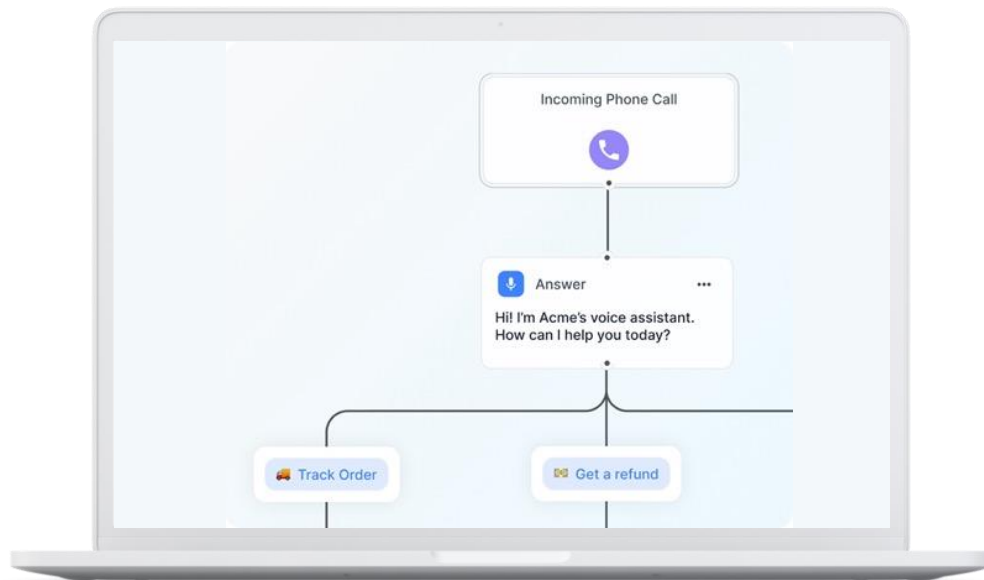 Incoming Phone Call
Answer
Hi! I'm Acme's voice assistant.
How can I help you today?
Track Order
Get a refund